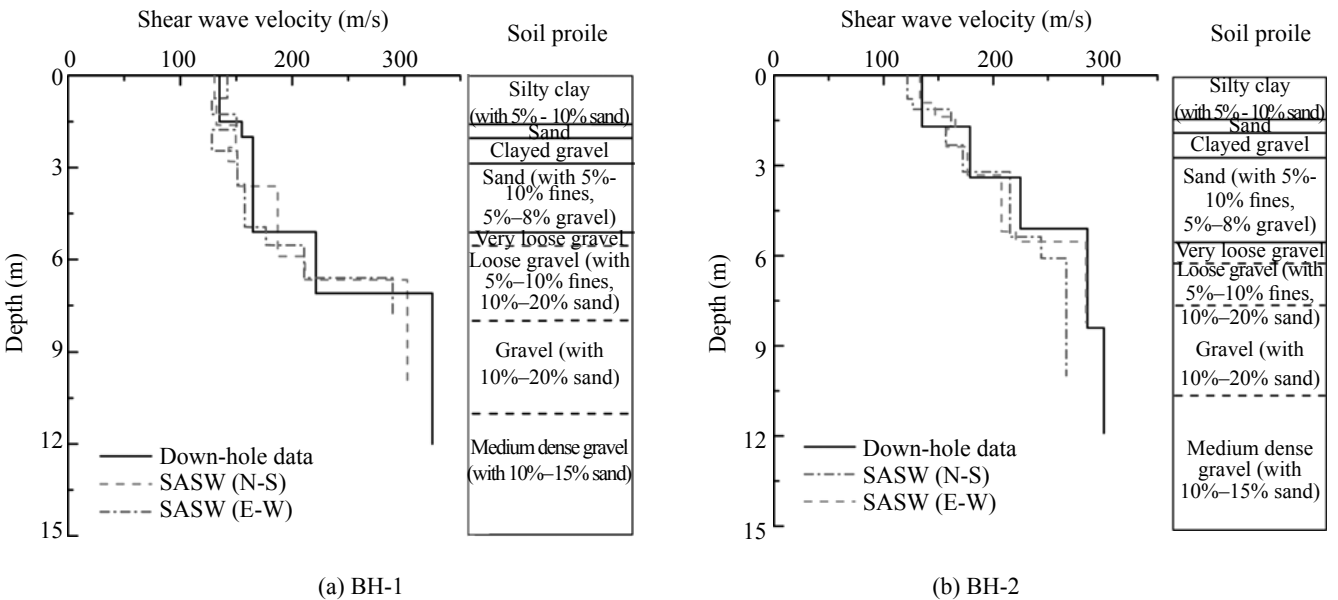 Shear wave velocity (m/s)
Soil proile
0 100 200 300
0
3
6
9
12
15
Depth (m)
Silty clay
(with 5% - 10% sand)
Sand
Clayed gravel
Sand (with 5%-
10% fines,
5%–8% gravel)
Very loose gravel
Loose gravel (with
5%–10% fines,
10%–20% sand)
Gravel (with
10%–20% sand)
Medium dense gravel
(with 10%–15% sand)
Down-hole data
SASW (N-S)
SASW (E-W)
(a) BH-1
Shear wave velocity (m/s)
Soil proile
0 100 200 300
0
3
6
9
12
15
Depth (m)
Silty clay
(with 5% - 10% sand)
Sand
Clayed gravel
Sand (with 5%-
10% fines,
5%–8% gravel)
Very loose gravel
Loose gravel (with
5%–10% fines,
10%–20% sand)
Gravel (with
10%–20% sand)
Medium dense
gravel (with
10%–15% sand)
Down-hole data
SASW (N-S)
SASW (E-W)
(b) BH-2